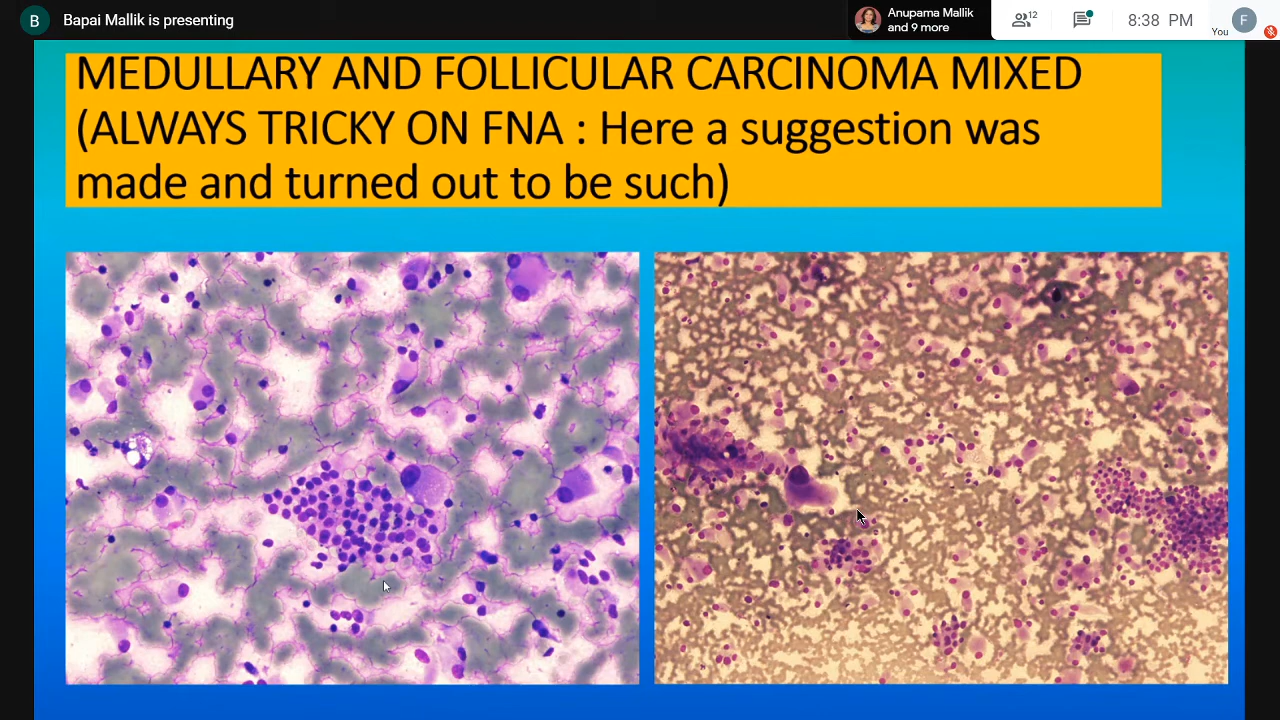 B Bapai Mallik is presenting
Anupama Mallik
and 9 more
12
8:38 PM
You
F
MEDULLARY AND FOLLICULAR CARCINOMA MIXED
(ALWAYS TRICKY ON FNA : Here a suggestion was
made and turned out to be such)